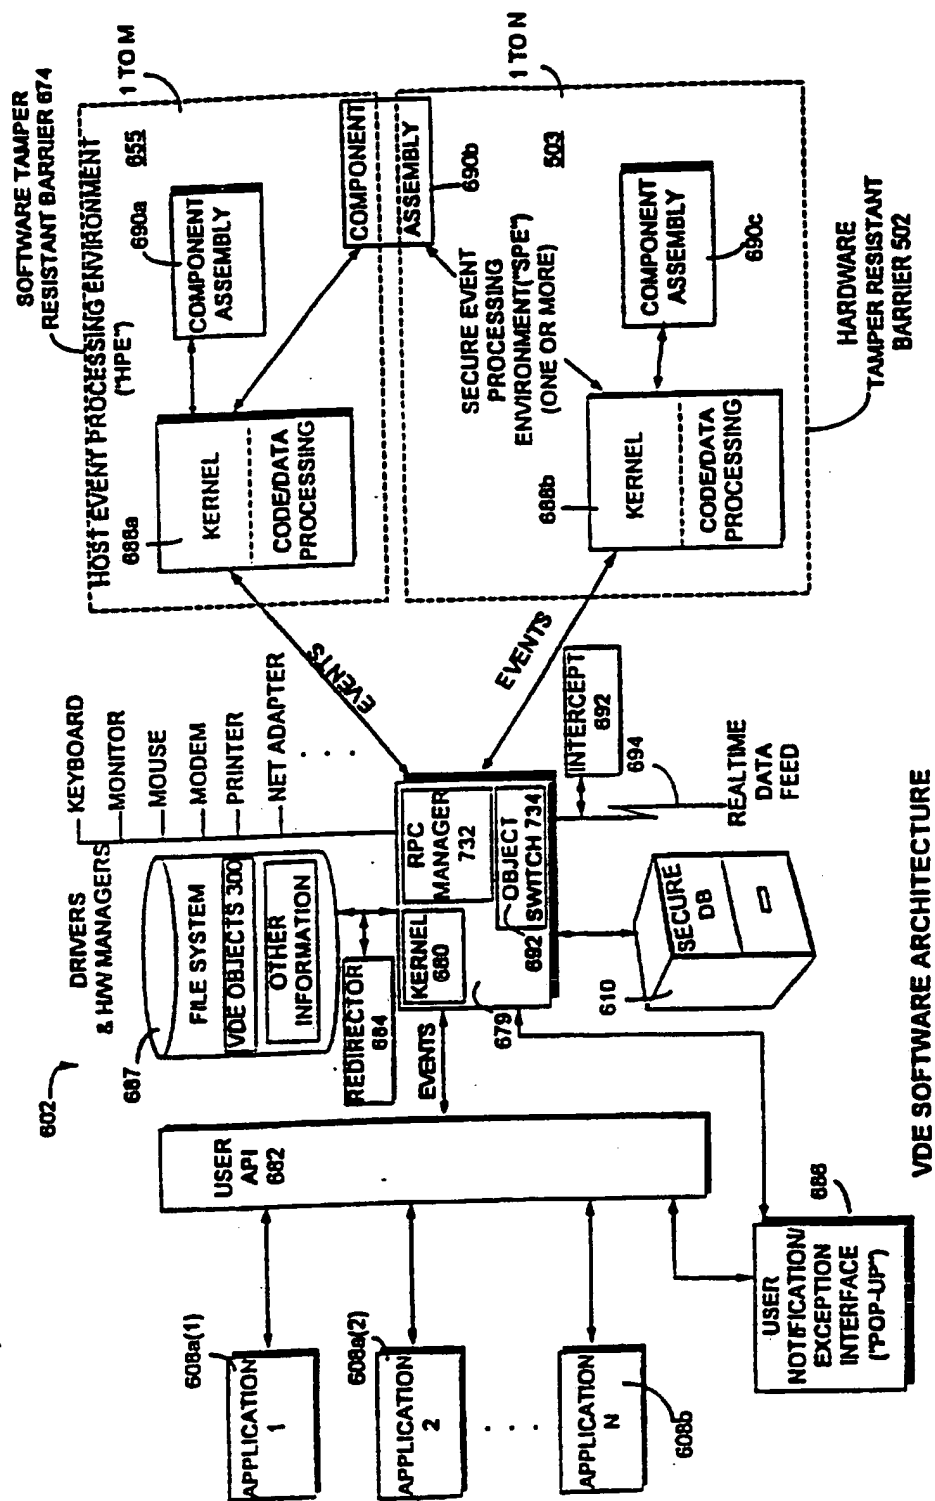 SOFTWARE TAMPER
RESISTANT BARRIER 674
HOST EVENT PROCESSING ENVIRONMENT
("HPE")
655
1 TO M
690a
COMPONENT
ASSEMBLY
688a
KERNEL
CODE/DATA
PROCESSING
COMPONENT
ASSEMBLY
690b
1 TO N
503
SECURE EVENT
PROCESSING
ENVIRONMENT("SPE")
(ONE OR MORE)
688b
KERNEL
CODE/DATA
PROCESSING
COMPONENT
ASSEMBLY
690c
HARDWARE
TAMPER RESISTANT
BARRIER 502
EVENTS
EVENTS
602
DRIVERS
& H/W MANAGERS
KEYBOARD
MONITOR
MOUSE
MODEM
PRINTER
NET ADAPTER
. . .
687
FILE SYSTEM
VDE OBJECTS 300
OTHER
INFORMATION
REDIRECTOR
684
KERNEL
680
RPC
MANAGER
732
692
OBJECT
SWITCH 734
679
INTERCEPT
692
694
REALTIME
DATA
FEED
610
SECURE
DB
EVENTS
USER
API
682
608a(1)
APPLICATION
1
608a(2)
APPLICATION
2
. . .
APPLICATION
N
608b
686
USER
NOTIFICATION/
EXCEPTION
INTERFACE
("POP-UP")
VDE SOFTWARE ARCHITECTURE